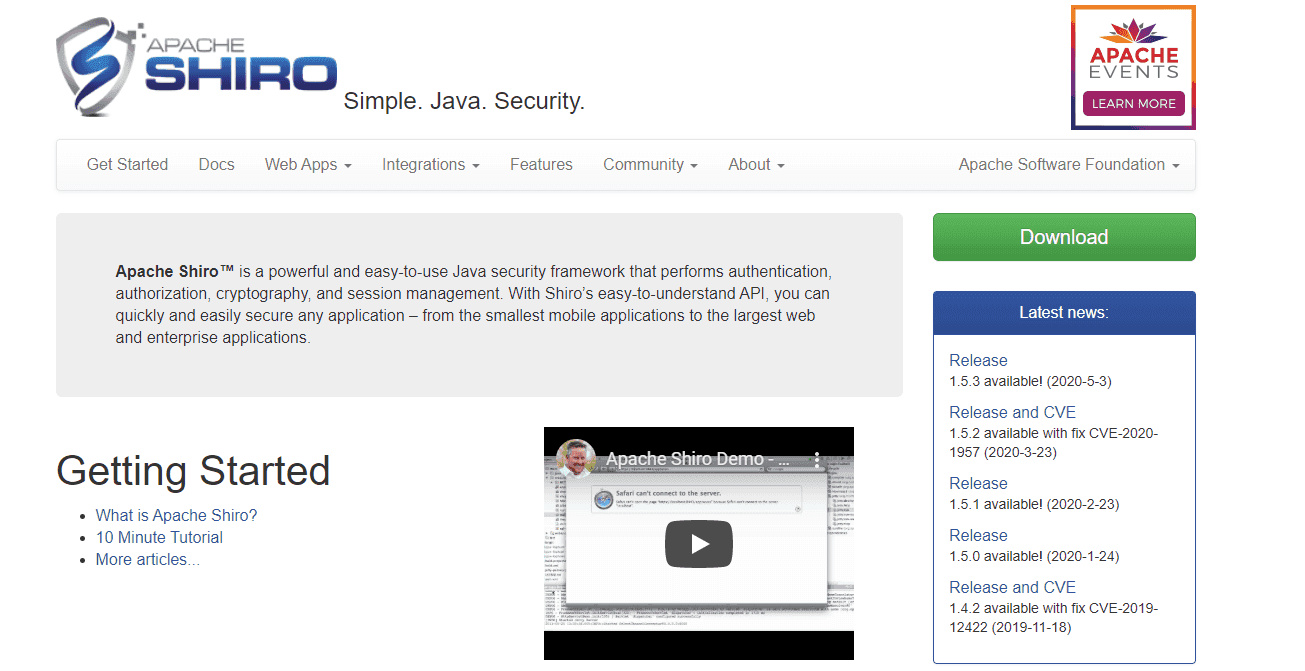 APACHE
SHIRO
Simple. Java. Security.
APACHE
EVENTS
LEARN MORE
Get Started Docs Web Apps Integrations Features Community About Apache Software Foundation
Apache Shiro™ is a powerful and easy-to-use Java security framework that performs authentication,
authorization, cryptography, and session management. With Shiro’s easy-to-understand API, you can
quickly and easily secure any application – from the smallest mobile applications to the largest web
and enterprise applications.
Getting Started
What is Apache Shiro?
10 Minute Tutorial
More articles...
Apache Shiro Demo - ...
Safari can't connect to the server.
Download
Latest news:
Release
1.5.3 available! (2020-5-3)
Release and CVE
1.5.2 available with fix CVE-2020-
1957 (2020-3-23)
Release
1.5.1 available! (2020-2-23)
Release
1.5.0 available! (2020-1-24)
Release and CVE
1.4.2 available with fix CVE-2019-
12422 (2019-11-18)